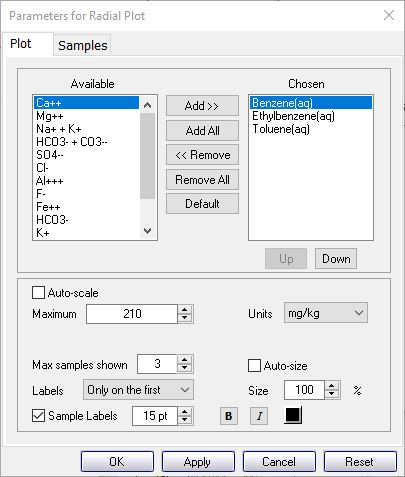 Parameters for Radial Plot
Plot Samples
Available Chosen
Ca++
Mg++
Na+ + K+
HCO3- + CO3--
SO4--
Cl-
Al+++
F-
Fe++
HCO3-
K+
Add >>
Add All
<< Remove
Remove All
Default
Benzene(aq)
Ethylbenzene(aq)
Toluene(aq)
Up Down
Auto-scale
Maximum 210 Units mg/kg
Max samples shown 3 Auto-size
Labels Only on the first Size 100 %
Sample Labels 15 pt B I
OK Apply Cancel Reset